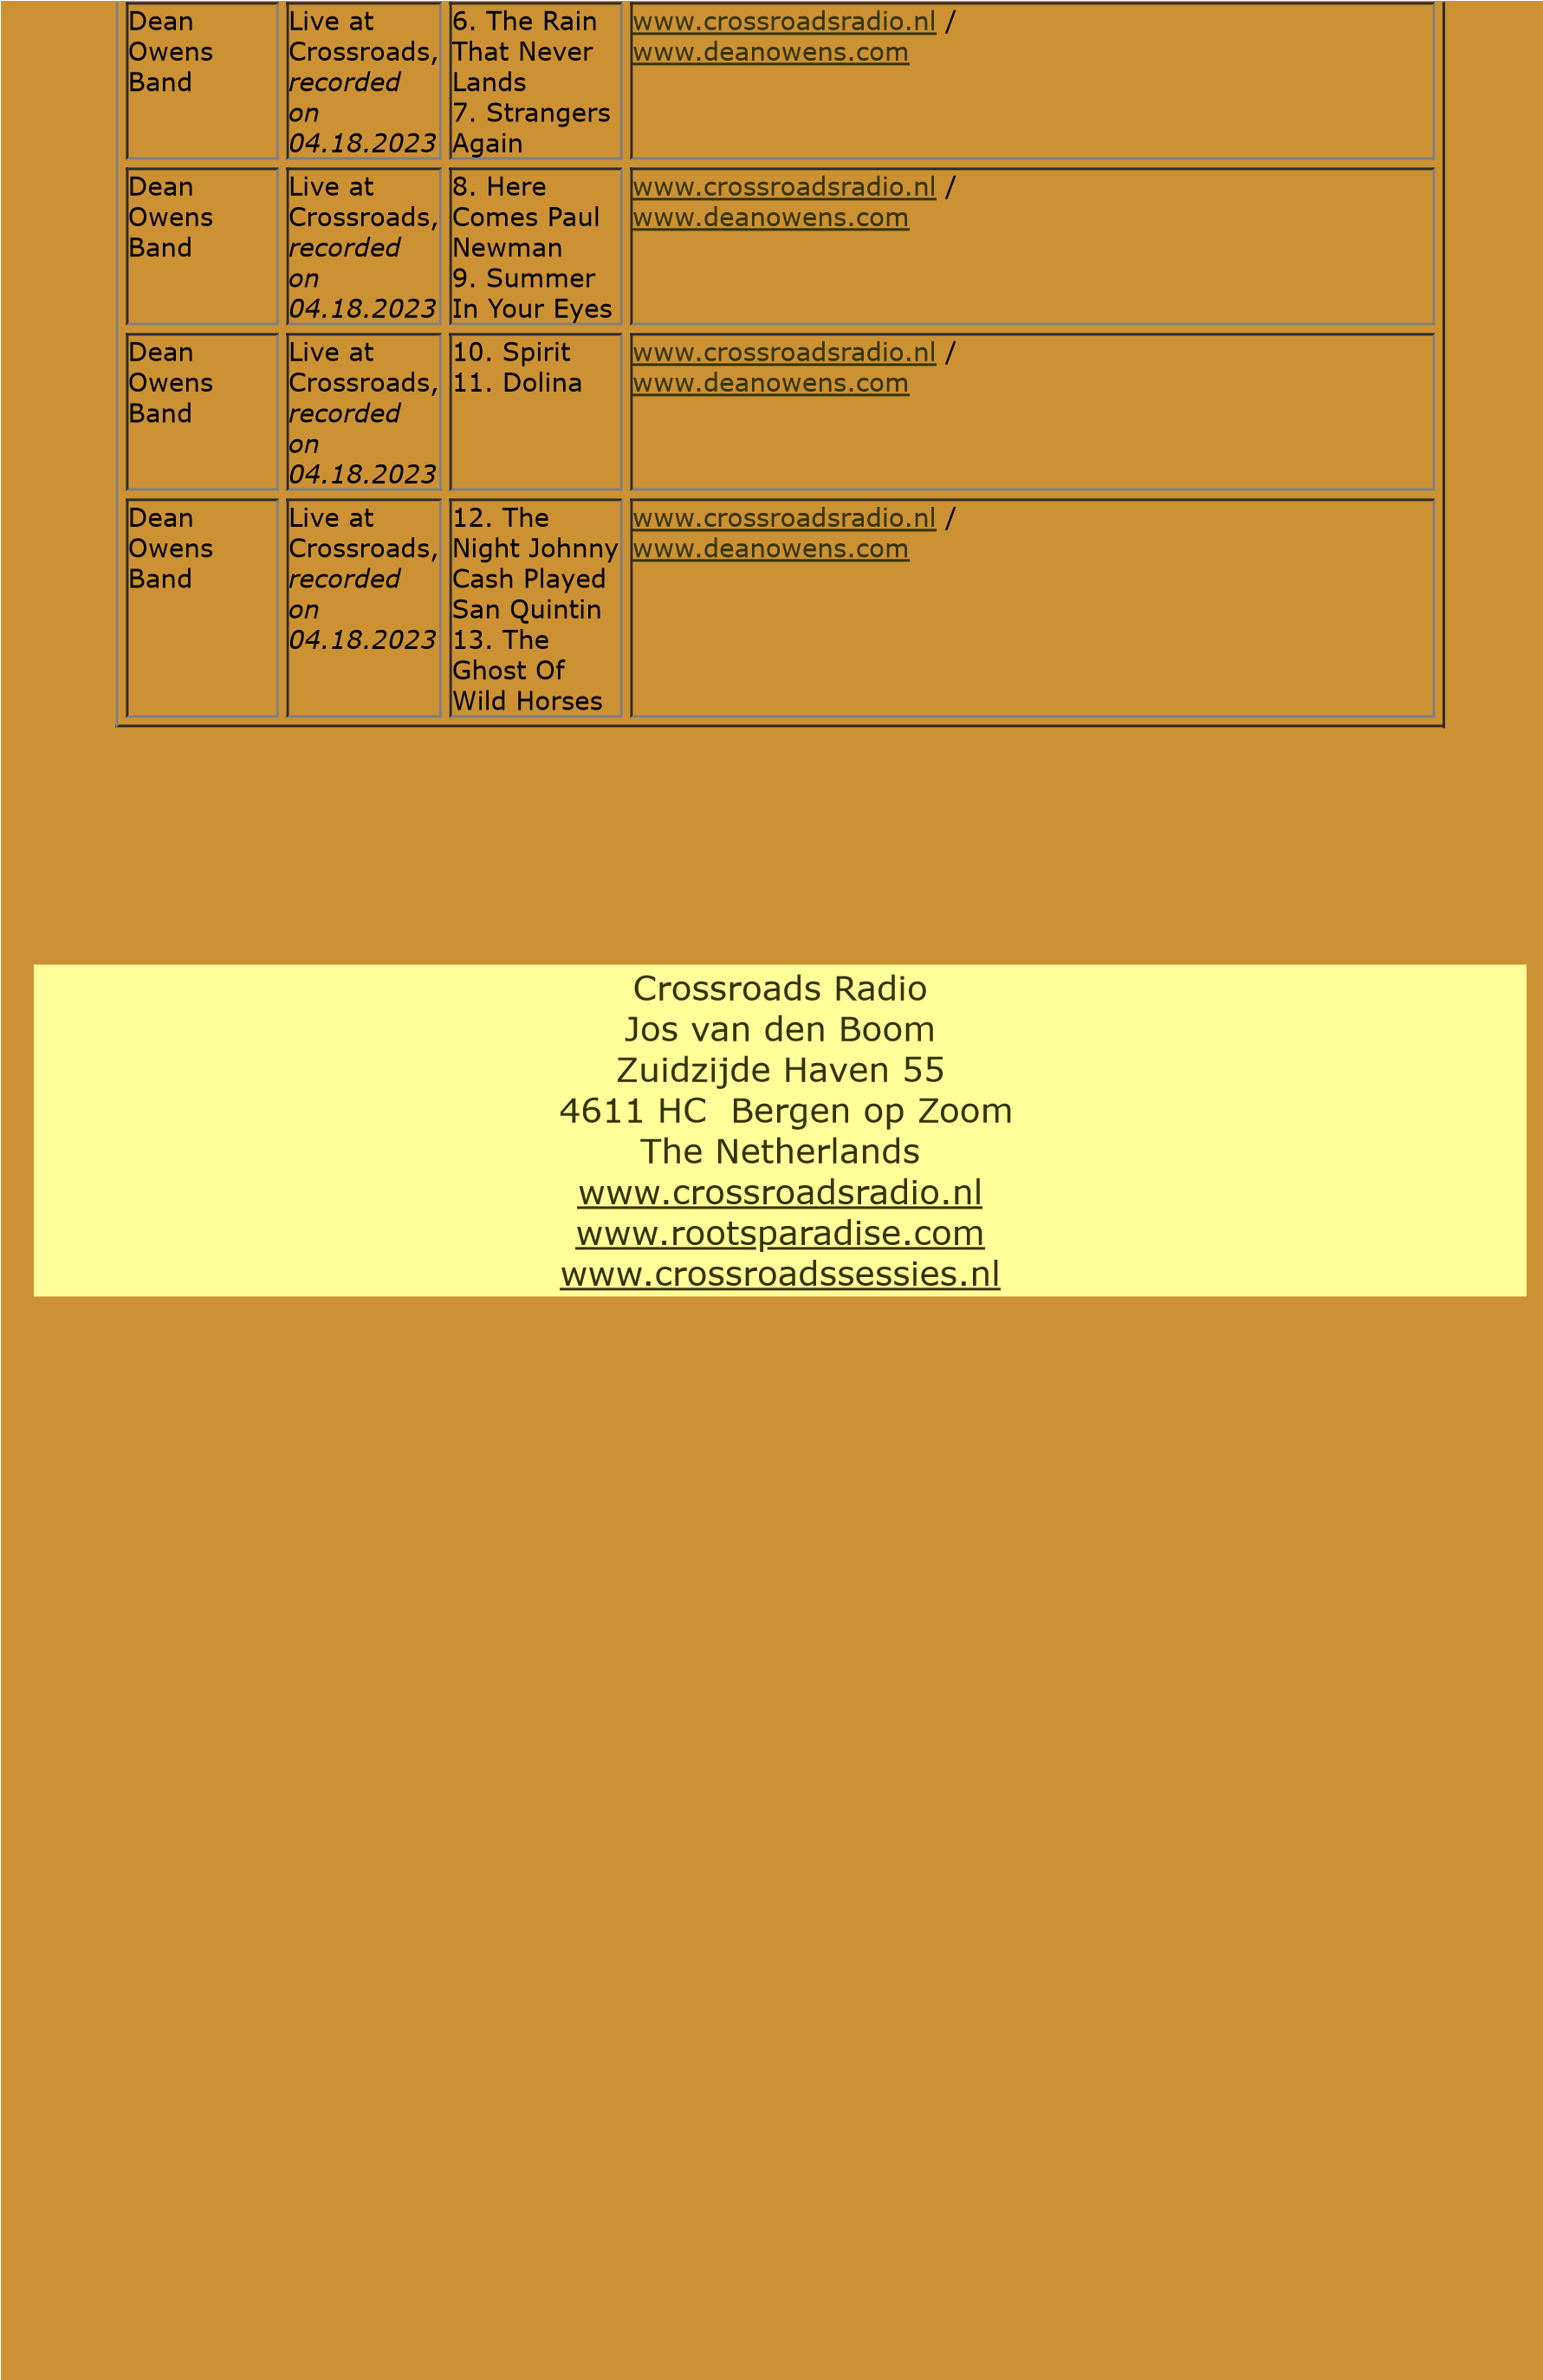 Dean
Owens
Band
Live at
Crossroads,
recorded
on
04.18.2023
6. The Rain
That Never
Lands
7. Strangers
Again
www.crossroadsradio.nl /
www.deanowens.com
Dean
Owens
Band
Live at
Crossroads,
recorded
on
04.18.2023
8. Here
Comes Paul
Newman
9. Summer
In Your Eyes
www.crossroadsradio.nl /
www.deanowens.com
Dean
Owens
Band
Live at
Crossroads,
recorded
on
04.18.2023
10. Spirit
11. Dolina
www.crossroadsradio.nl /
www.deanowens.com
Dean
Owens
Band
Live at
Crossroads,
recorded
on
04.18.2023
12. The
Night Johnny
Cash Played
San Quintin
13. The
Ghost Of
Wild Horses
www.crossroadsradio.nl /
www.deanowens.com
Crossroads Radio
Jos van den Boom
Zuidzijde Haven 55
4611 HC  Bergen op Zoom
The Netherlands
www.crossroadsradio.nl
www.rootsparadise.com
www.crossroadssessies.nl